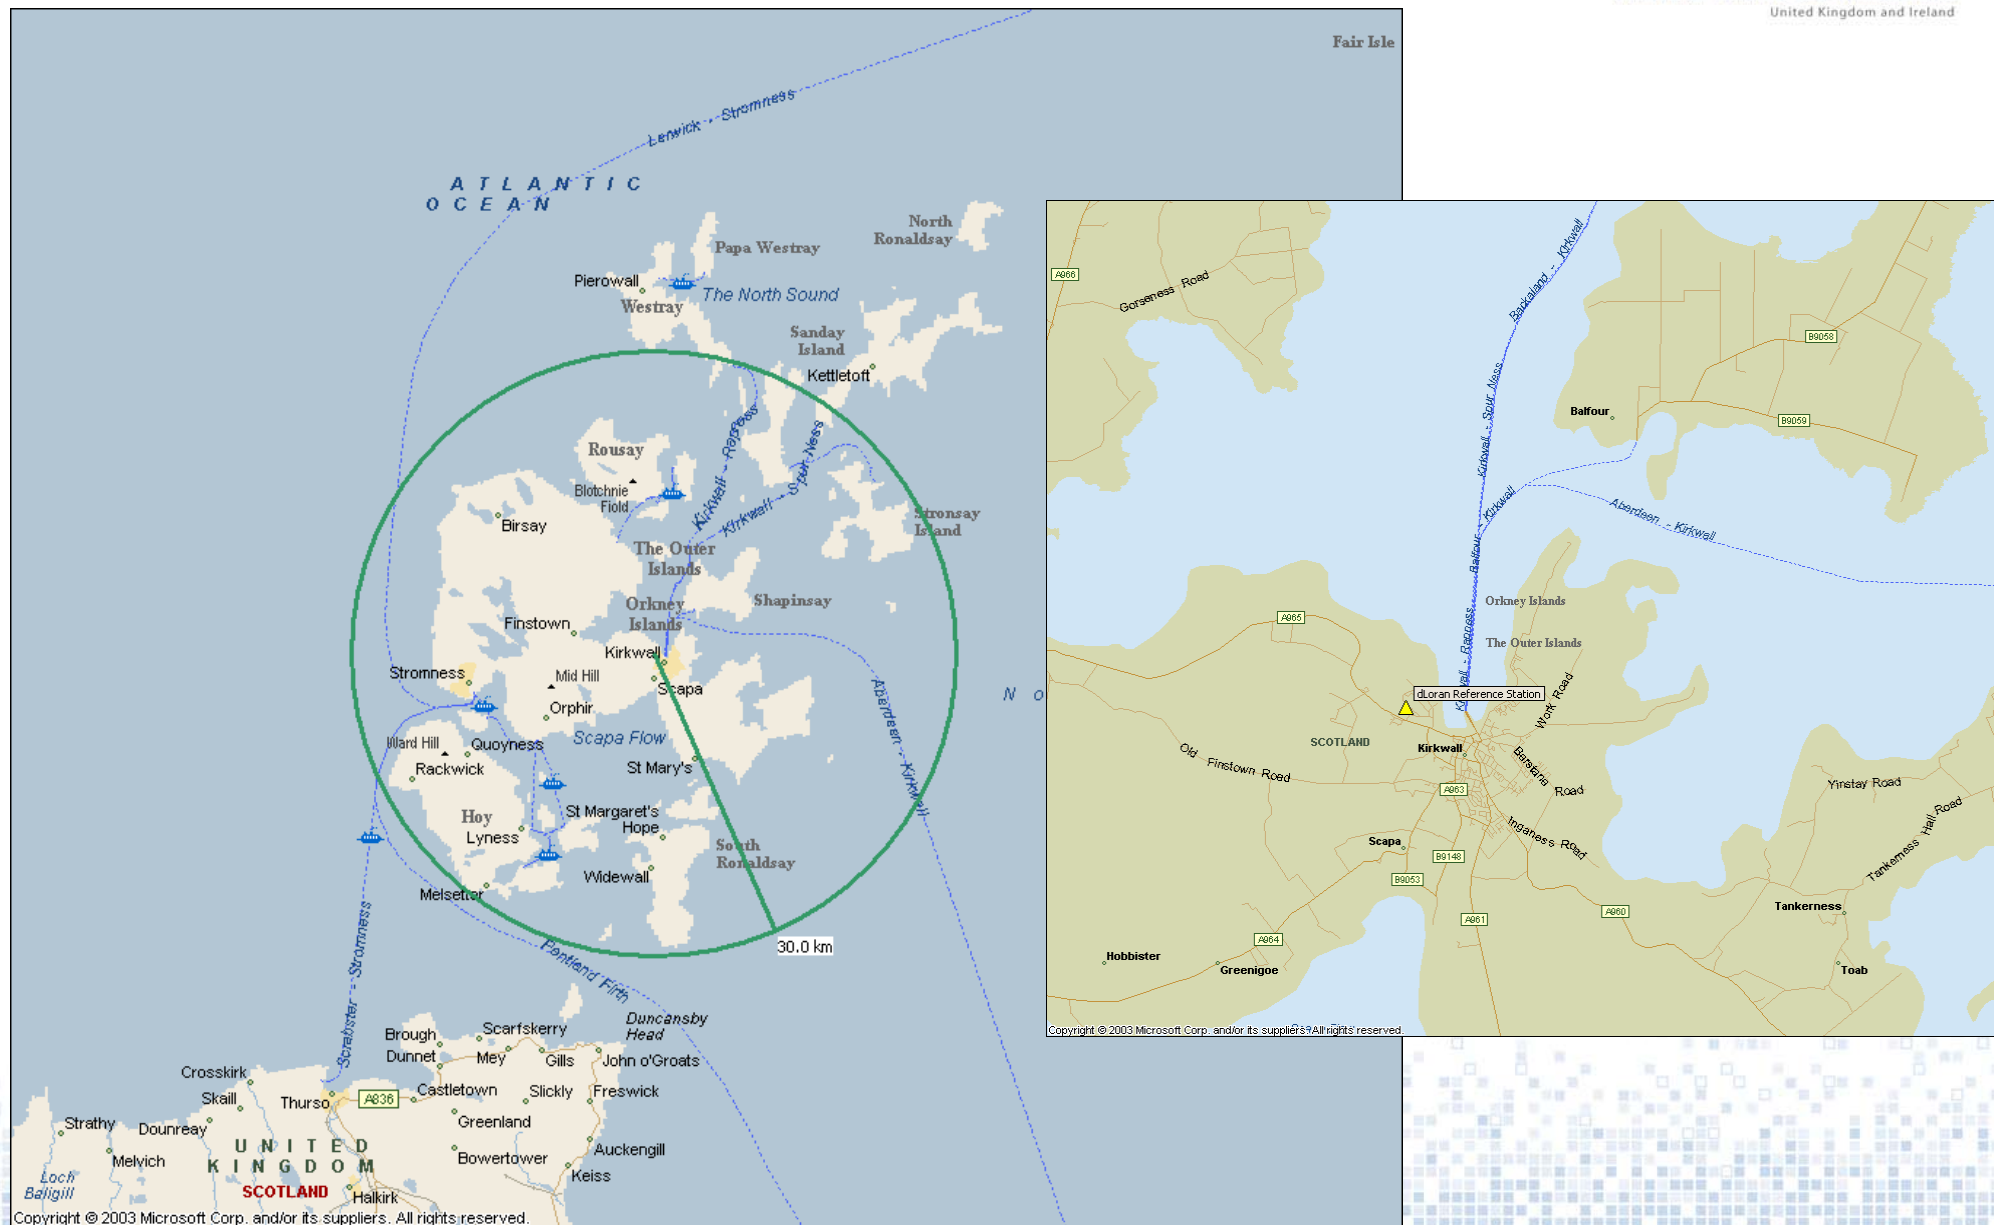 United Kingdom and Ireland
Fair Isle
Lerwick - Stromness
ATLANTIC
OCEAN
North
Ronaldsay
Papa Westray
Pierowall
The North Sound
Westray
Sanday
Island
Kettletoft
Rousay
Blotchnie
Fiold
Kirkwall - Rapness
Kirkwall - Spur Ness
Stronsay
Island
Birsay
The Outer
Islands
Orkney
Islands
Shapinsay
Finstown
Kirkwall
Stromness
Mid Hill
Scapa
Orphir
Aberdeen - Kirkwall
N o
Ward Hill
Quoyness
Scapa Flow
Rackwick
St Mary's
Hoy
St Margaret's
Hope
Lyness
South
Ronaldsay
Widewall
Melsetter
30.0 km
Pentland Firth
Scrabster - Stromness
Duncansby
Head
Brough
Scarfskerry
Dunnet
Mey
Gills
John o'Groats
Crosskirk
Skaill
Thurso
A836
Castletown
Slickly
Freswick
Strathy
Dounreay
Greenland
UNITED
KINGDOM
Melvich
Bowertower
Auckengill
Keiss
Loch
Baligill
SCOTLAND
Halkirk
Copyright © 2003 Microsoft Corp. and/or its suppliers. All rights reserved.
A966
Gorseness Road
Backaland - Kirkwall
B9058
Balfour
B9059
Kirkwall - Spur Ness
Balfour - Kirkwall
Aberdeen - Kirkwall
A965
Orkney Islands
The Outer Islands
Kirkwall - Rapness
dLoran Reference Station
Work Road
SCOTLAND
Kirkwall
Old Finstown Road
Berstane Road
A963
Yinstay Road
Inganess Road
Tankerness Hall Road
Scapa
B9148
B9053
A961
A960
Tankerness
A964
Hobbister
Greenigoe
Toab
Copyright © 2003 Microsoft Corp. and/or its suppliers. All rights reserved.